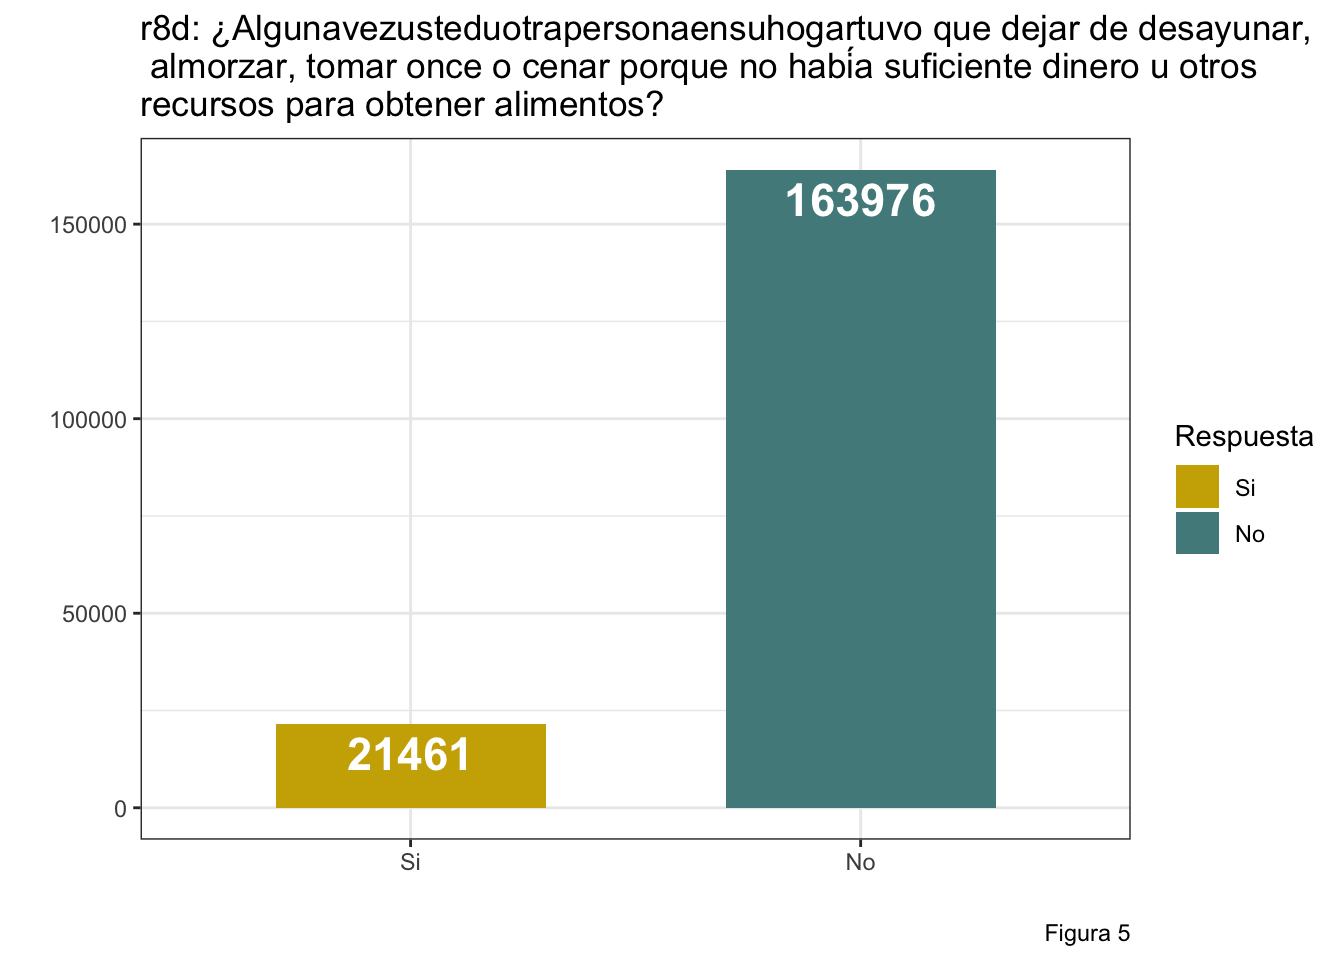 r8d: ¿Algunavezusteduotrapersonaensuhogartuvo que dejar de desayunar,
almorzar, tomar once o cenar porque no había suficiente dinero u otros
recursos para obtener alimentos?
163976
150000
100000
Respuesta
Si
No
50000
21461
0
Si
No
Figura 5